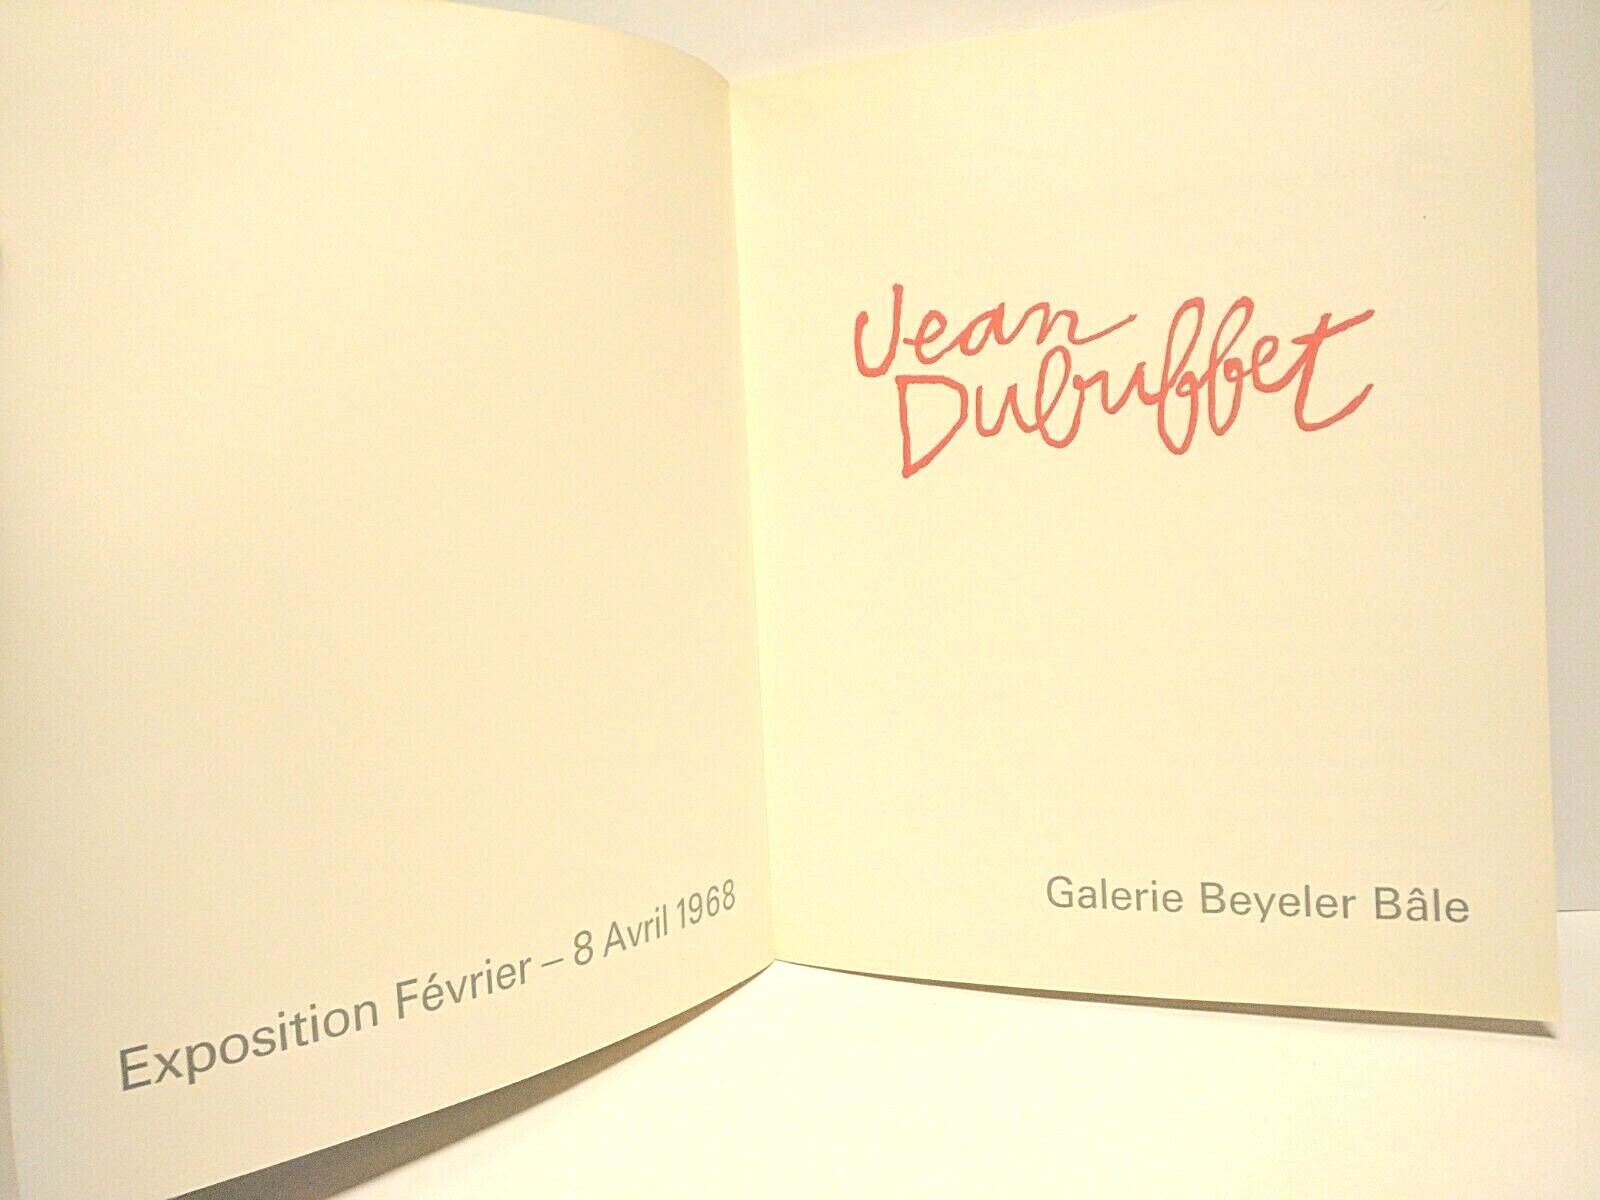 Exposition Février – 8 Avril 1968
Jean
Dubuffet
Galerie Beyeler Bâle